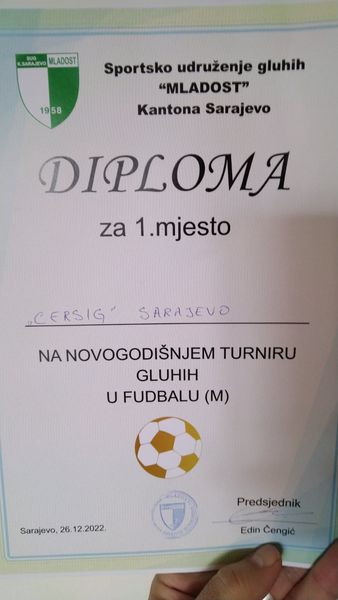 SUG
K.SARAJEVO MLADOST
1958
Sportsko udruženje gluhih
“MLADOST”
Kantona Sarajevo
DIPLOMA
za 1.mjesto
„CERSIG“ SARAJEVO
NA NOVOGODIŠNJEM TURNIRU
GLUHIH
U FUDBALU (M)
MLADOST
Predsjednik
Sarajevo, 26.12.2022.
Edin Čengić